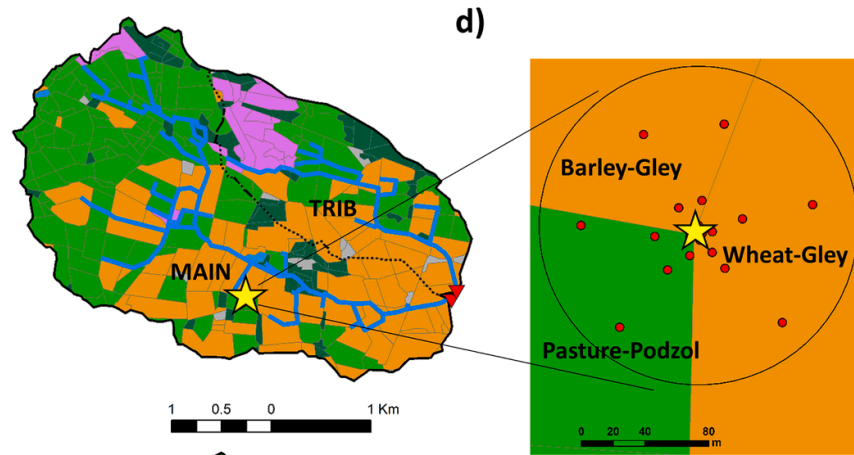 d)
Barley-Gley
TRIB
Wheat-Gley
MAIN
Pasture-Podzol
1 0.5 0 1 Km
0 20 40 80
m